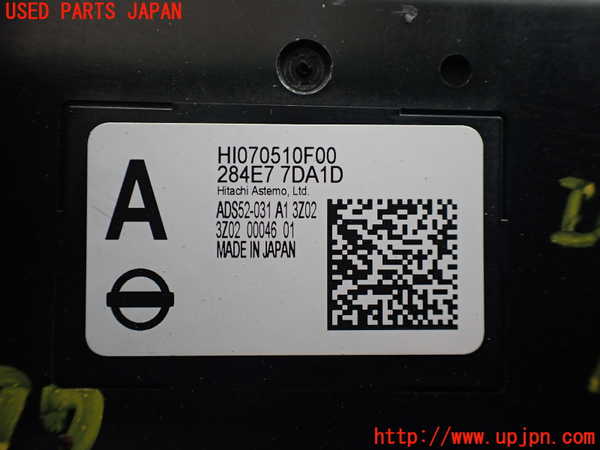 USED PARTS JAPAN
A
HI070510F00
284E7 7DA1D
Hitachi Astemo, Ltd.
ADS52-031 A1 3Z02
3Z02 00046 01
MADE IN JAPAN
http://www.upjpn.com/